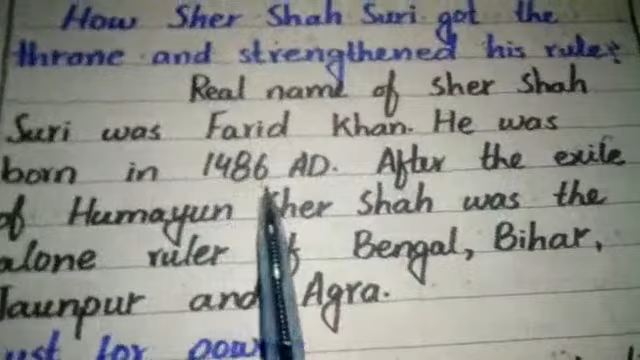 How Sher Shah Suri got the
throne and strengthened his rule?
Real name of Sher Shah
Suri was Farid Khan. He was
born in 1486 AD. After the exile
of Humayun Sher Shah was the
alone ruler of Bengal, Bihar,
Jaunpur and Agra.
for